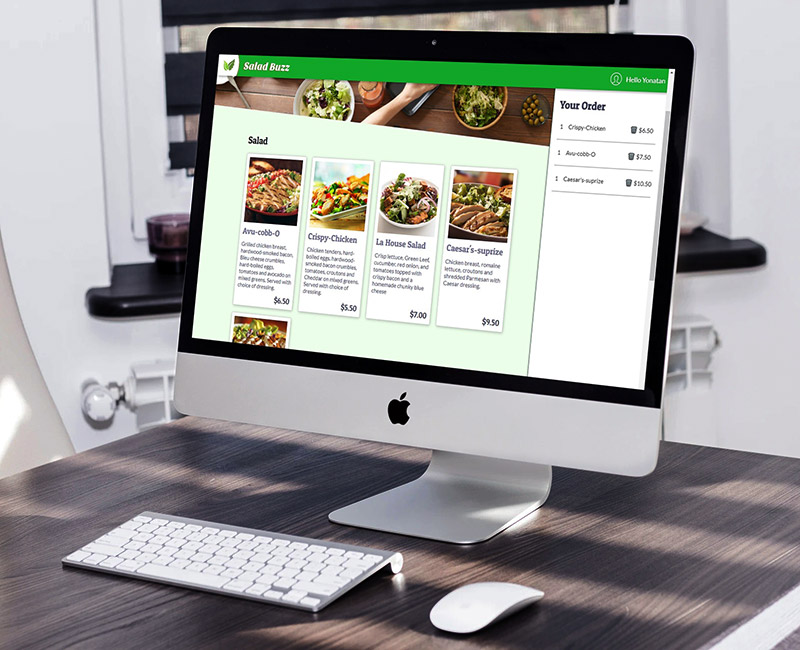 Salad Buzz
Hello Yonatan
Salad
Avu-cobb-O
Grilled chicken breast,
hardwood-smoked bacon,
Bleu cheese crumbles,
hard-boiled eggs,
tomatoes and avocado on
mixed greens. Served with
choice of dressing.
$6.50
Crispy-Chicken
Chicken tenders, hard-
boiled eggs, hardwood-
smoked bacon crumbles,
tomatoes, croutons and
Cheddar on mixed greens.
Served with choice of
dressing.
$5.50
La House Salad
Crisp lettuce, Green Leaf,
cucumber, red onion, and
tomatoes topped with
crispy bacon and a
homemade chunky blue
cheese
$7.00
Caesar's-suprize
Chicken breast, romaine
lettuce, croutons and
shredded Parmesan with
Caesar dressing.
$9.50
Your Order
1 Crispy-Chicken $6.50
1 Avu-cobb-O $7.50
1 Caesar's-suprize $10.50